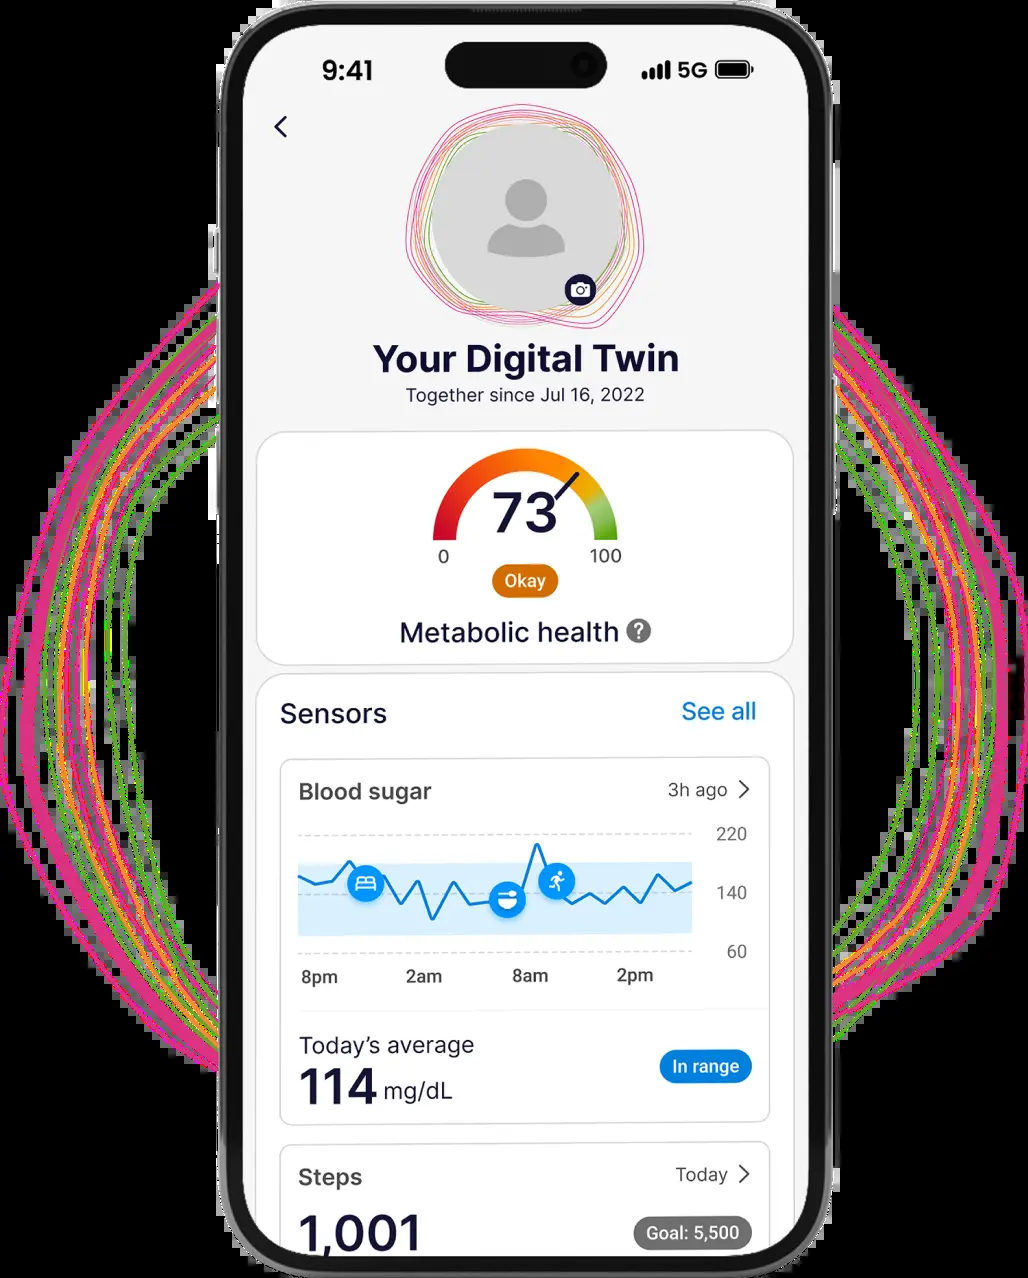 9:41 5G
Your Digital Twin
Together since Jul 16, 2022
73
0 100
Okay
Metabolic health ?
Sensors See all
Blood sugar 3h ago
220
140
60
8pm 2am 8am 2pm
Today’s average
114 mg/dL In range
Steps Today
1,001 Goal: 5,500